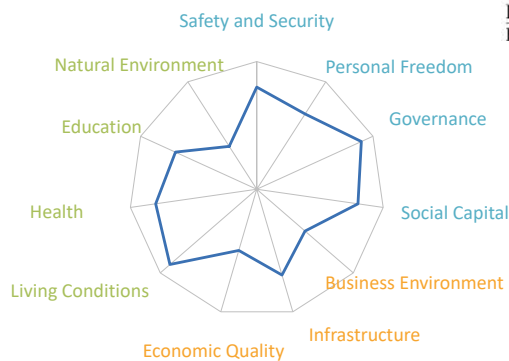 Safety and Security
Natural Environment
Personal Freedom
Education
Governance
Health
Social Capital
Living Conditions
Business Environment
Infrastructure
Economic Quality